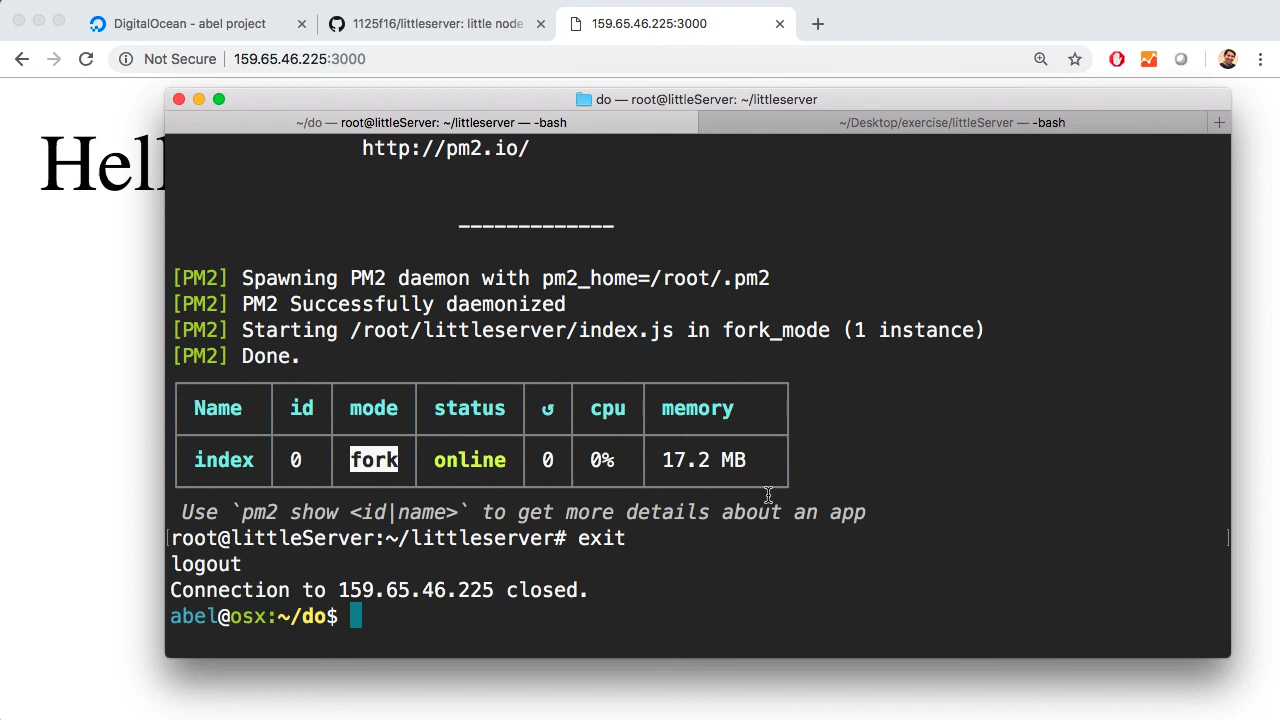 DigitalOcean - abel project
1125f16/littleserver: little node
159.65.46.225:3000
Not Secure
159.65.46.225:3000
do — root@littleServer: ~/littleserver
~/do — root@littleServer: ~/littleserver — -bash
~/Desktop/exercise/littleServer — -bash
Hell
http://pm2.io/
-------------
[PM2] Spawning PM2 daemon with pm2_home=/root/.pm2
[PM2] PM2 Successfully daemonized
[PM2] Starting /root/littleserver/index.js in fork_mode (1 instance)
[PM2] Done.
Name id mode status ↺ cpu memory
index 0 fork online 0 0% 17.2 MB
Use `pm2 show <id|name>` to get more details about an app
[root@littleServer:~/littleserver# exit ]
logout
Connection to 159.65.46.225 closed.
abel@osx:~/do$